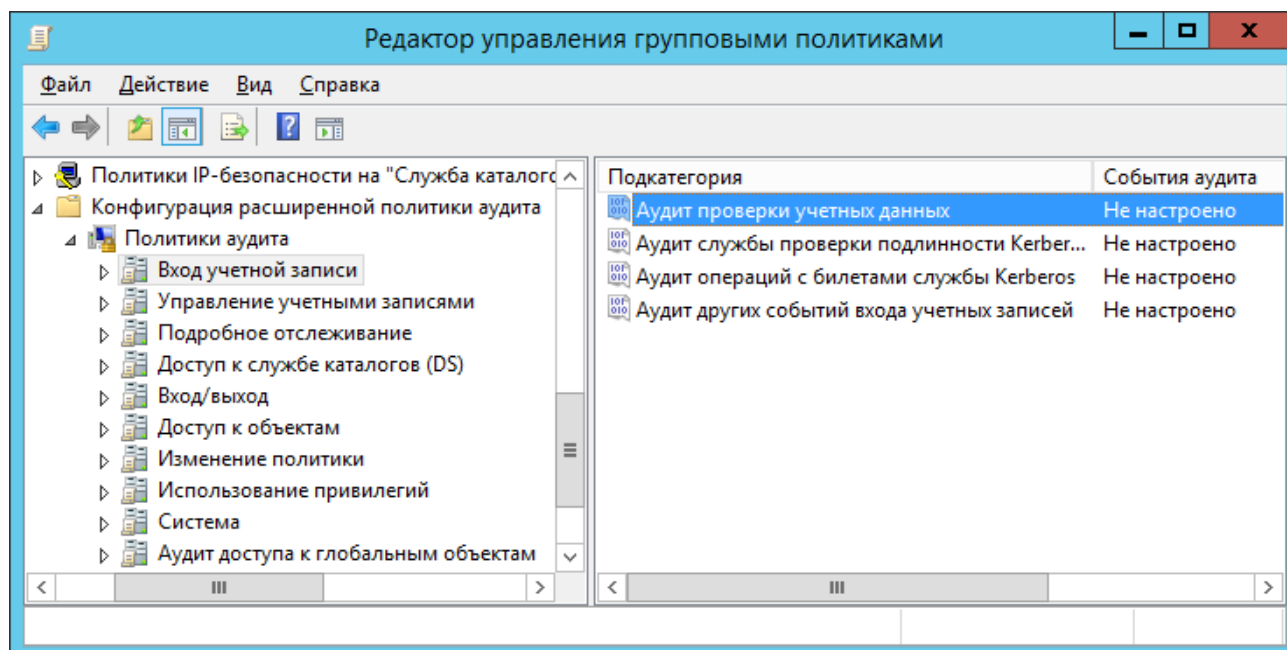 Редактор управления групповыми политиками
Файл Действие Вид Справка
Политики IP-безопасности на "Служба каталогс
Конфигурация расширенной политики аудита
Политики аудита
Вход учетной записи
Управление учетными записями
Подробное отслеживание
Доступ к службе каталогов (DS)
Вход/выход
Доступ к объектам
Изменение политики
Использование привилегий
Система
Аудит доступа к глобальным объектам
Подкатегория События аудита
Аудит проверки учетных данных Не настроено
Аудит службы проверки подлинности Kerber... Не настроено
Аудит операций с билетами службы Kerberos Не настроено
Аудит других событий входа учетных записей Не настроено